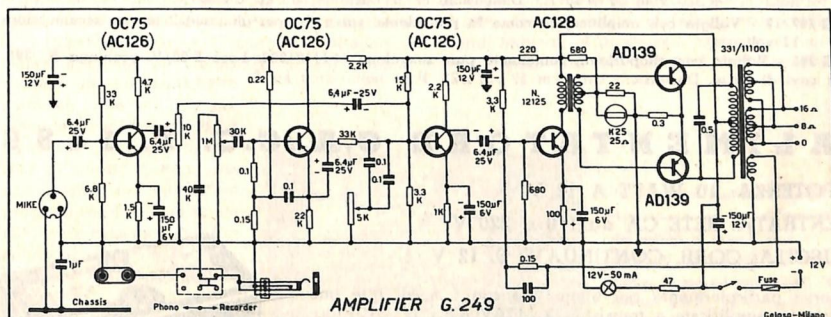 OC75
(AC126)
OC75
(AC126)
OC75
(AC126)
AC128
AD139
331/111001
150µF
12V
33
K
4.7
K
0.22
2.2K
6,4µF-25V
15
K
2.2
K
150µF
12V
220
3.3
K
680
N.
12125
22
K25
25Ω
0.3
0.5
16Ω
8Ω
0
6.4µF
25V
6.4µF
25V
10
K
1M
30K
33K
6.4µF
25V
6.4µF
25V
AD139
MIKE
6.8
K
1.5
K
150
µF
6V
40
K
0.1
0.15
0.1
22
K
5K
0.1
0.1
3.3
K
1K
150µF
6V
680
100
150µF
6V
150µF
12V
1µF
Chassis
Phono
Recorder
AMPLIFIER G.249
0.15
100
12V-50mA
47
Fuse
12V
Geloso-Milano